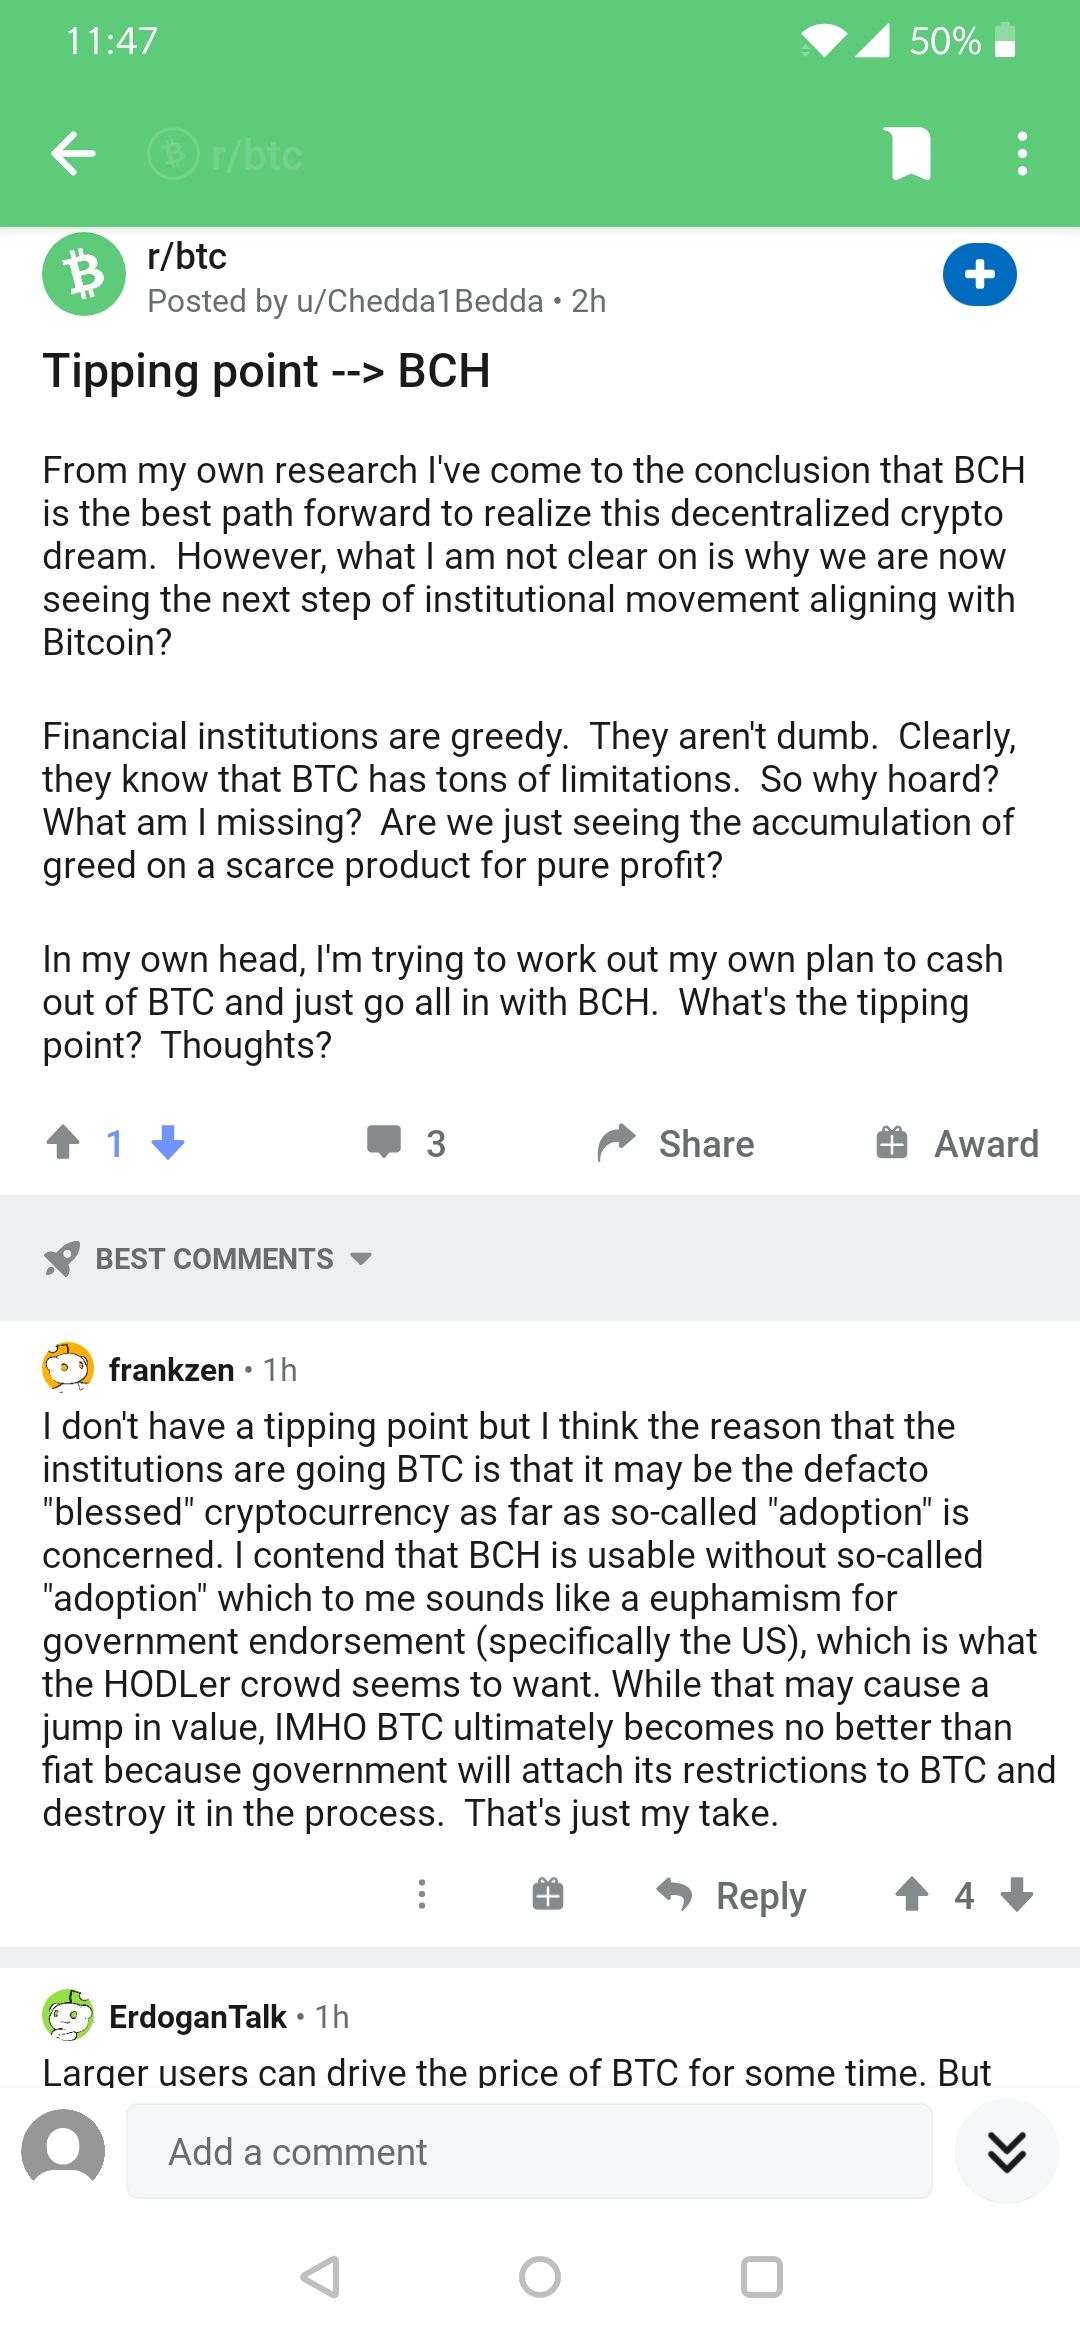 11:47
50%
r/btc
r/btc
Posted by u/Chedda1Bedda • 2h
Tipping point --> BCH
From my own research I've come to the conclusion that BCH
is the best path forward to realize this decentralized crypto
dream.  However, what I am not clear on is why we are now
seeing the next step of institutional movement aligning with
Bitcoin?
Financial institutions are greedy.  They aren't dumb.  Clearly,
they know that BTC has tons of limitations.  So why hoard?
What am I missing?  Are we just seeing the accumulation of
greed on a scarce product for pure profit?
In my own head, I'm trying to work out my own plan to cash
out of BTC and just go all in with BCH.  What's the tipping
point?  Thoughts?
1 3 Share Award
BEST COMMENTS
frankzen • 1h
I don't have a tipping point but I think the reason that the
institutions are going BTC is that it may be the defacto
"blessed" cryptocurrency as far as so-called "adoption" is
concerned. I contend that BCH is usable without so-called
"adoption" which to me sounds like a euphamism for
government endorsement (specifically the US), which is what
the HODLer crowd seems to want. While that may cause a
jump in value, IMHO BTC ultimately becomes no better than
fiat because government will attach its restrictions to BTC and
destroy it in the process.  That's just my take.
Reply 4
ErdoganTalk • 1h
Larger users can drive the price of BTC for some time. But
Add a comment